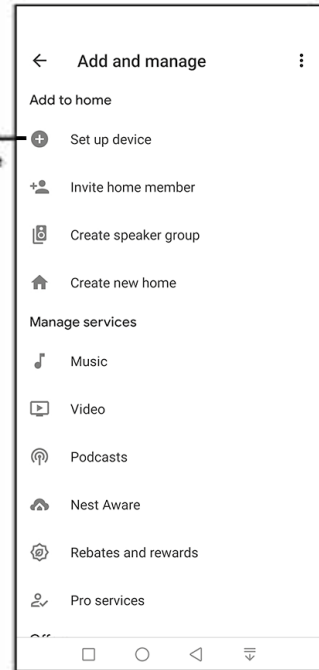 Add and manage
Add to home
Set up device
Invite home member
Create speaker group
Create new home
Manage services
Music
Video
Podcasts
Nest Aware
Rebates and rewards
Pro services